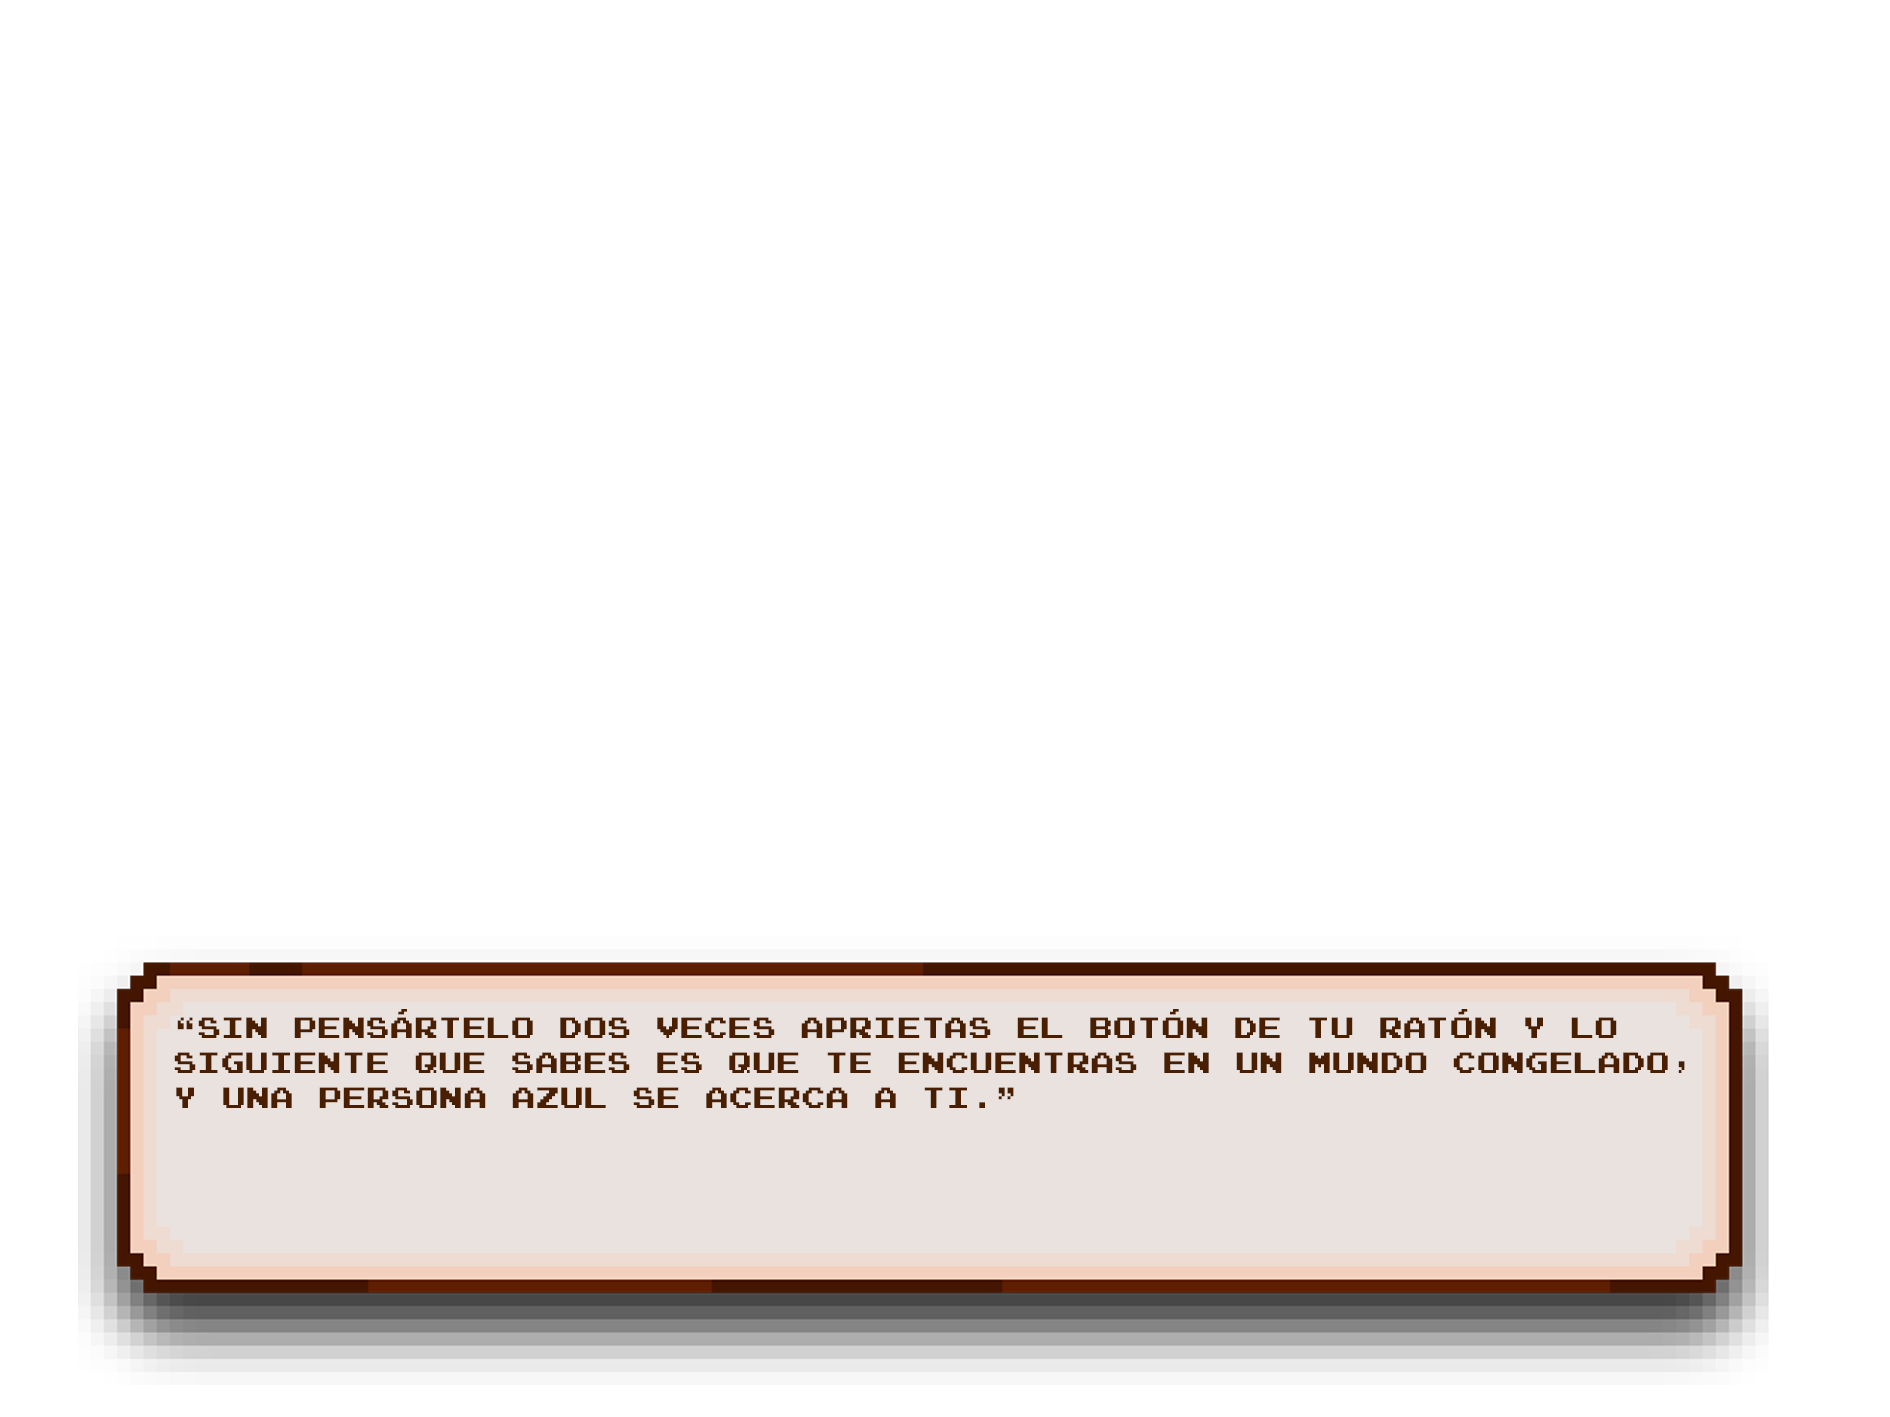 “SIN PENSÁRTELO DOS VECES APRIETAS EL BOTÓN DE TU RATÓN Y LO
SIGUIENTE QUE SABES ES QUE TE ENCUENTRAS EN UN MUNDO CONGELADO,
Y UNA PERSONA AZUL SE ACERCA A TI.”